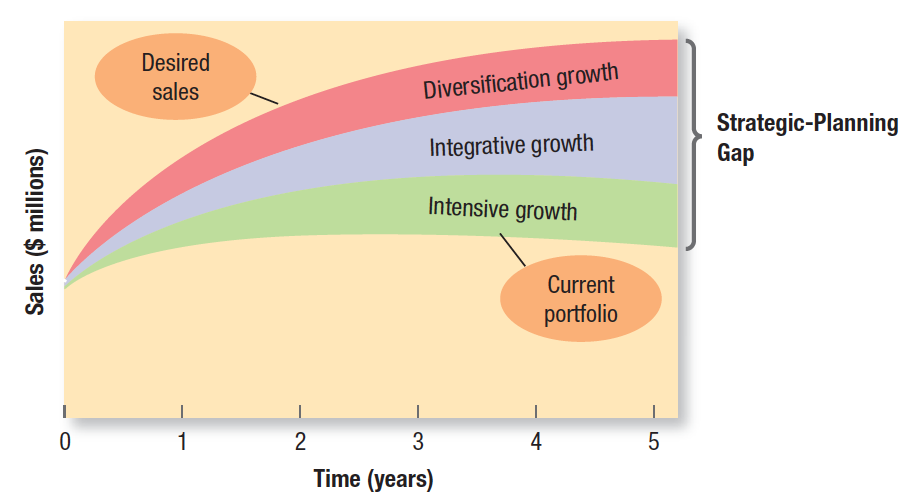 Desired
sales
Diversification growth
Integrative growth
Intensive growth
Current
portfolio
Strategic-Planning
Gap
Sales ($ millions)
0 1 2 3 4 5
Time (years)